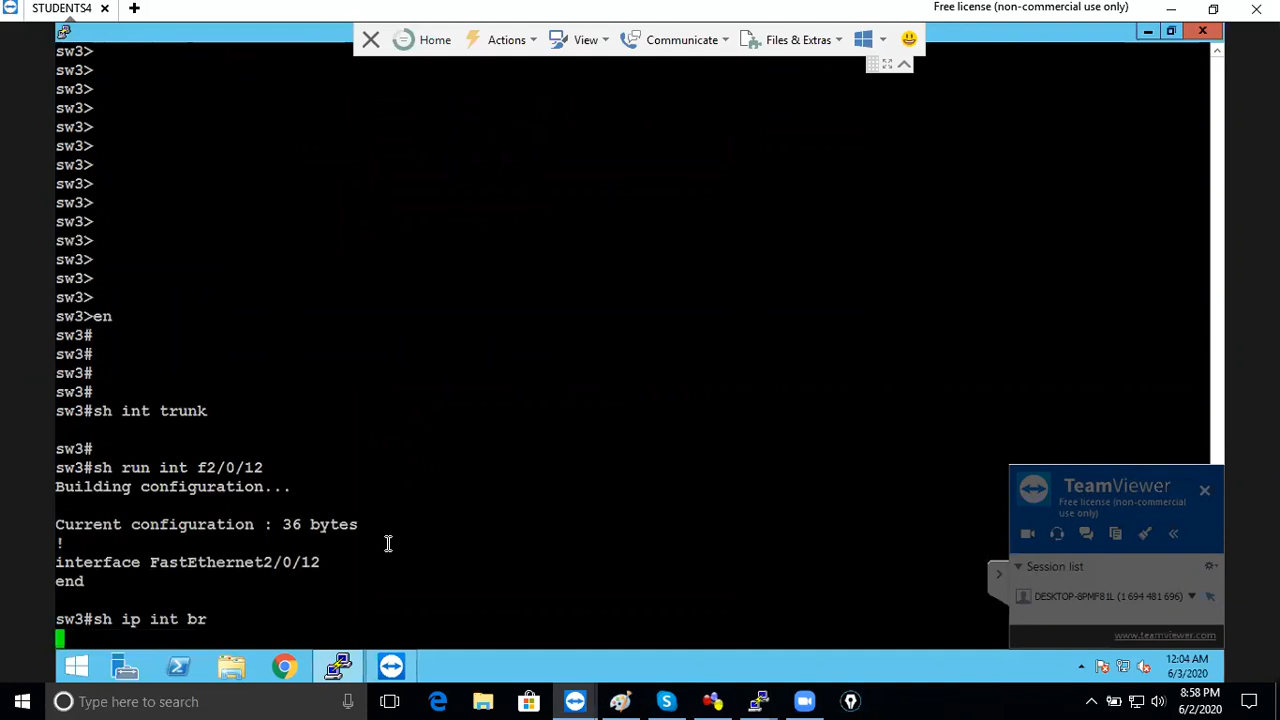 STUDENTS4
Free license (non-commercial use only)
Home
Actions
View
Communicate
Files & Extras
sw3>
sw3>
sw3>
sw3>
sw3>
sw3>
sw3>
sw3>
sw3>
sw3>
sw3>
sw3>
sw3>
sw3>
sw3>en
sw3#
sw3#
sw3#
sw3#
sw3#sh int trunk
sw3#
sw3#sh run int f2/0/12
Building configuration...
Current configuration : 36 bytes
!
interface FastEthernet2/0/12
end
sw3#sh ip int br
TeamViewer
Free license (non-commercial
use only)
Session list
DESKTOP-8PMF81L (1 694 481 696)
www.teamviewer.com
12:04 AM
6/3/2020
Type here to search
8:58 PM
6/2/2020